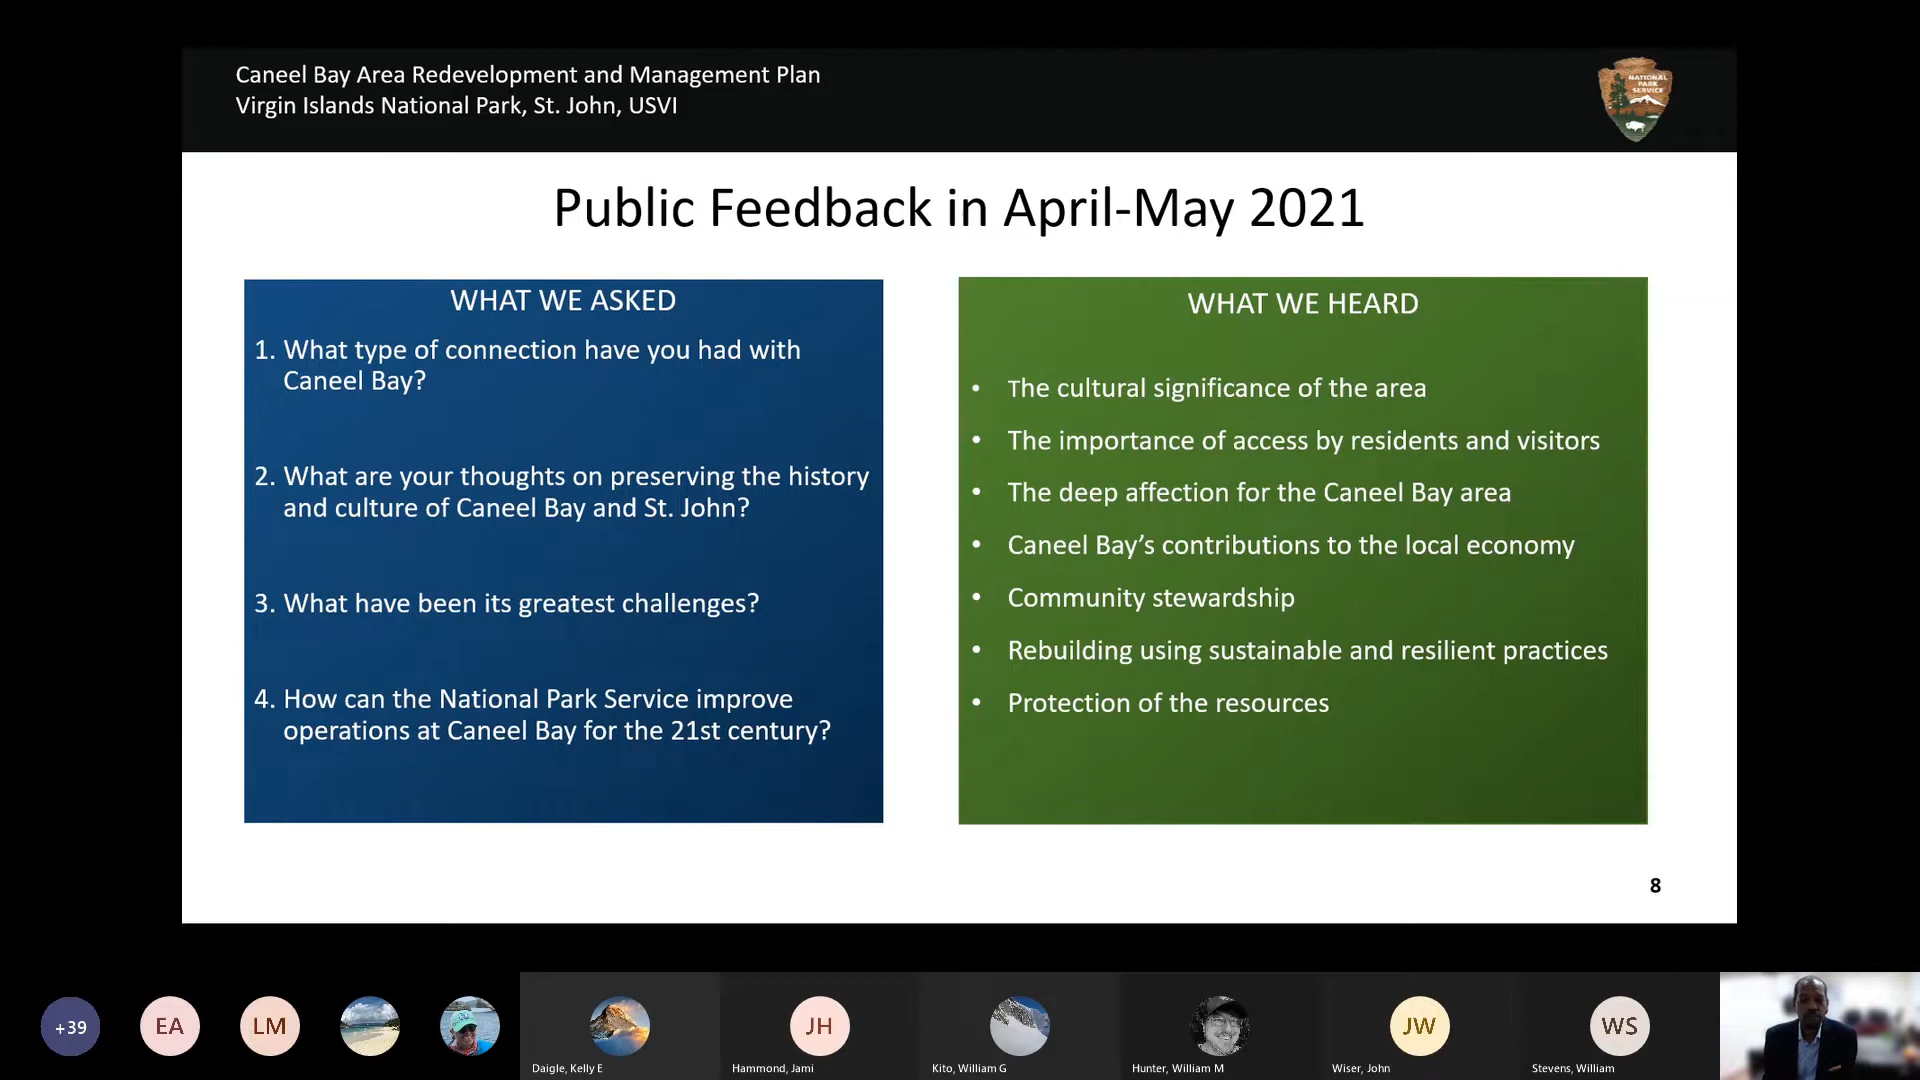 Caneel Bay Area Redevelopment and Management Plan
Virgin Islands National Park, St. John, USVI
NATIONAL
PARK
SERVICE
Public Feedback in April-May 2021
WHAT WE ASKED
1. What type of connection have you had with
Caneel Bay?
2. What are your thoughts on preserving the history
and culture of Caneel Bay and St. John?
3. What have been its greatest challenges?
4. How can the National Park Service improve
operations at Caneel Bay for the 21st century?
WHAT WE HEARD
• The cultural significance of the area
• The importance of access by residents and visitors
• The deep affection for the Caneel Bay area
• Caneel Bay’s contributions to the local economy
• Community stewardship
• Rebuilding using sustainable and resilient practices
• Protection of the resources
8
+39
EA
LM
Daigle, Kelly E
JH
Hammond, Jami
Kito, William G
Hunter, William M
JW
Wiser, John
WS
Stevens, William